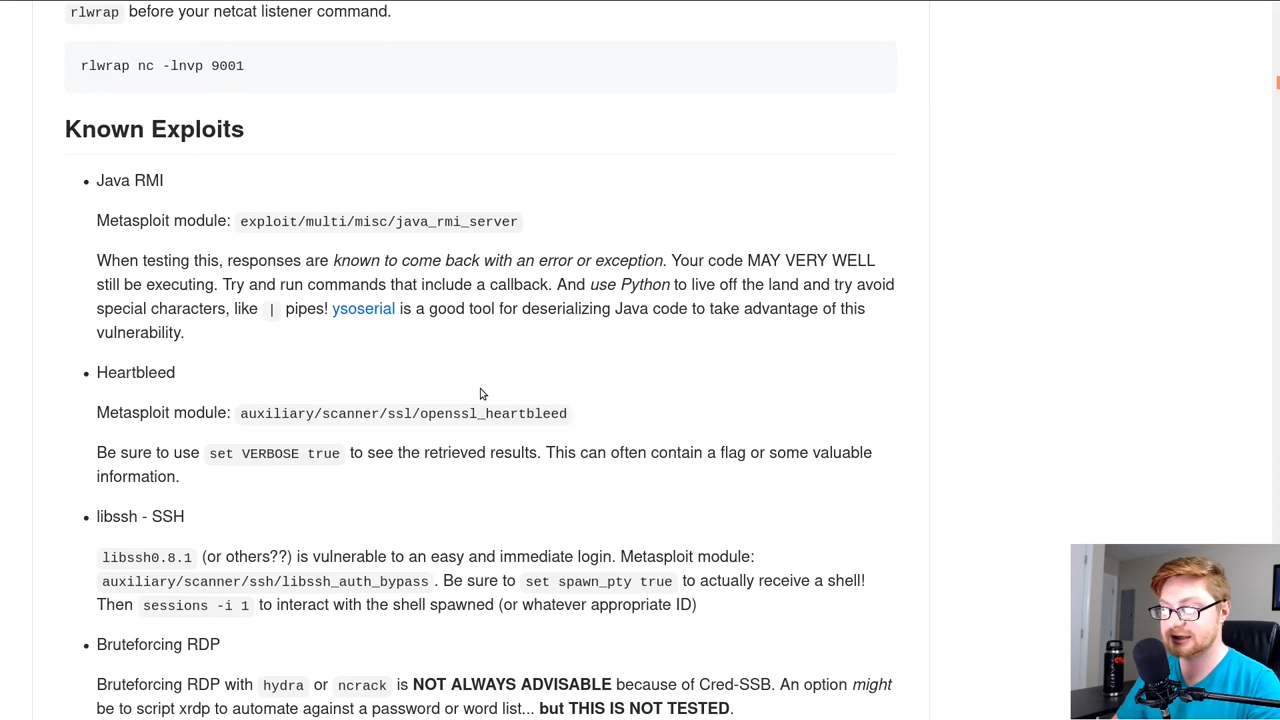 rlwrap before your netcat listener command.
rlwrap nc -lnvp 9001
Known Exploits
• Java RMI
Metasploit module: exploit/multi/misc/java_rmi_server
When testing this, responses are known to come back with an error or exception. Your code MAY VERY WELL
still be executing. Try and run commands that include a callback. And use Python to live off the land and try avoid
special characters, like | pipes! ysoserial is a good tool for deserializing Java code to take advantage of this
vulnerability.
• Heartbleed
Metasploit module: auxiliary/scanner/ssl/openssl_heartbleed
Be sure to use set VERBOSE true to see the retrieved results. This can often contain a flag or some valuable
information.
• libssh - SSH
libssh0.8.1 (or others??) is vulnerable to an easy and immediate login. Metasploit module:
auxiliary/scanner/ssh/libssh_auth_bypass . Be sure to set spawn_pty true to actually receive a shell!
Then sessions -i 1 to interact with the shell spawned (or whatever appropriate ID)
• Bruteforcing RDP
Bruteforcing RDP with hydra or ncrack is NOT ALWAYS ADVISABLE because of Cred-SSB. An option might
be to script xrdp to automate against a password or word list... but THIS IS NOT TESTED.